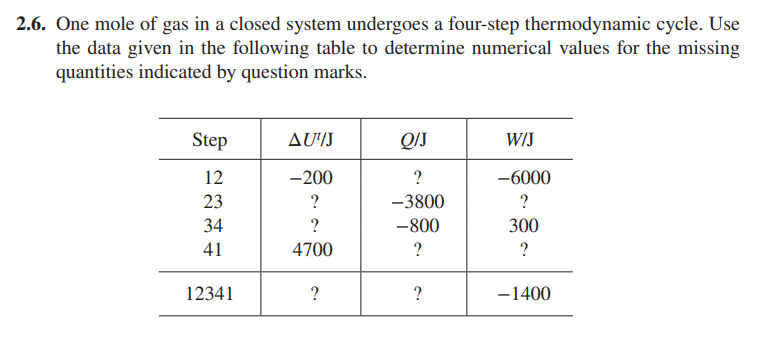 2.6. One mole of gas in a closed system undergoes a four-step thermodynamic cycle. Use
the data given in the following table to determine numerical values for the missing
quantities indicated by question marks.
Step ΔUᵗ/J Q/J W/J
12 −200 ? −6000
23 ? −3800 ?
34 ? −800 300
41 4700 ? ?
12341 ? ? −1400